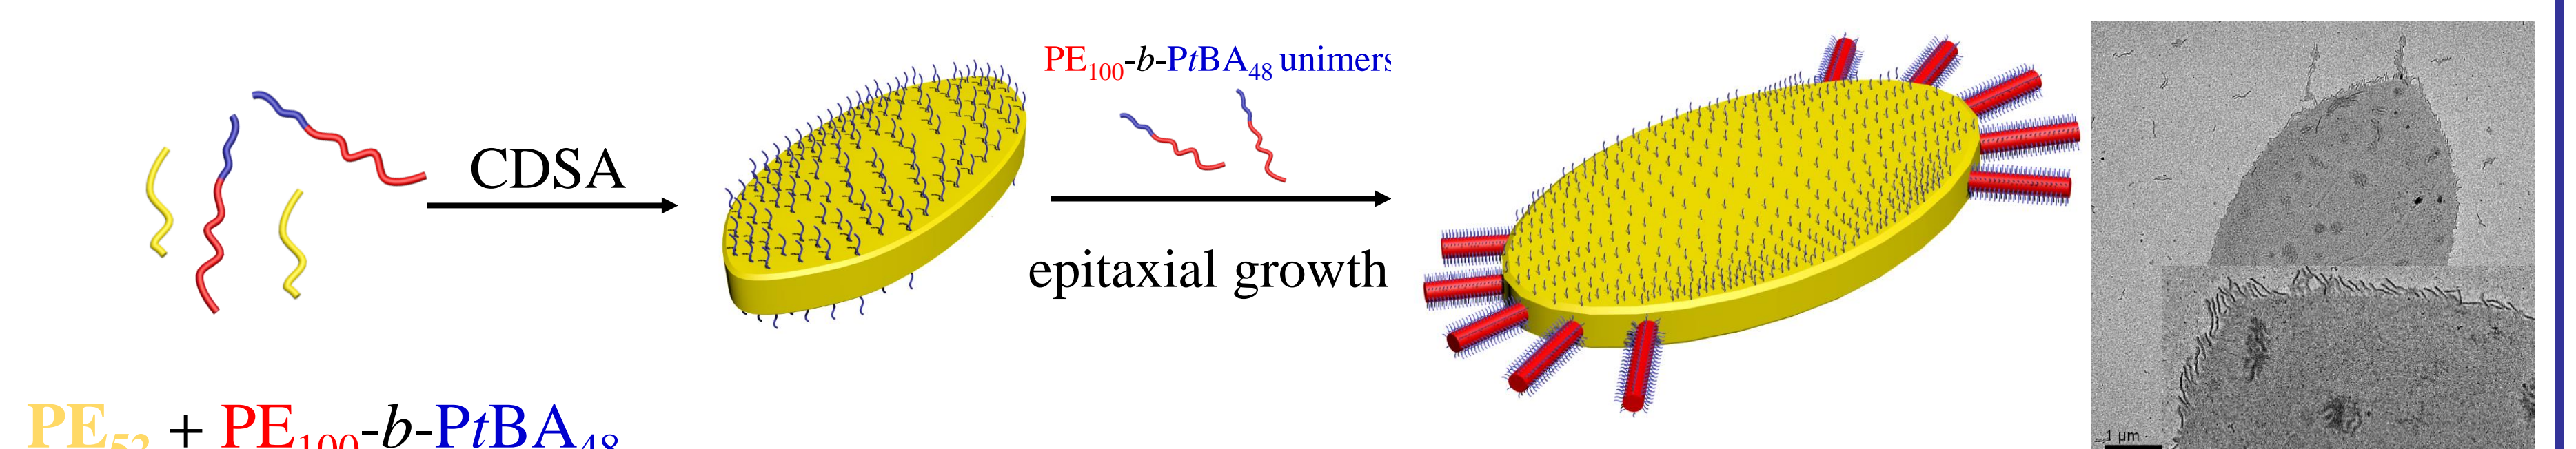 PE₁₀₀-b-PtBA₄₈ unimers
CDSA
epitaxial growth
PE₅₂ + PE₁₀₀-b-PtBA₄₈
1 μm